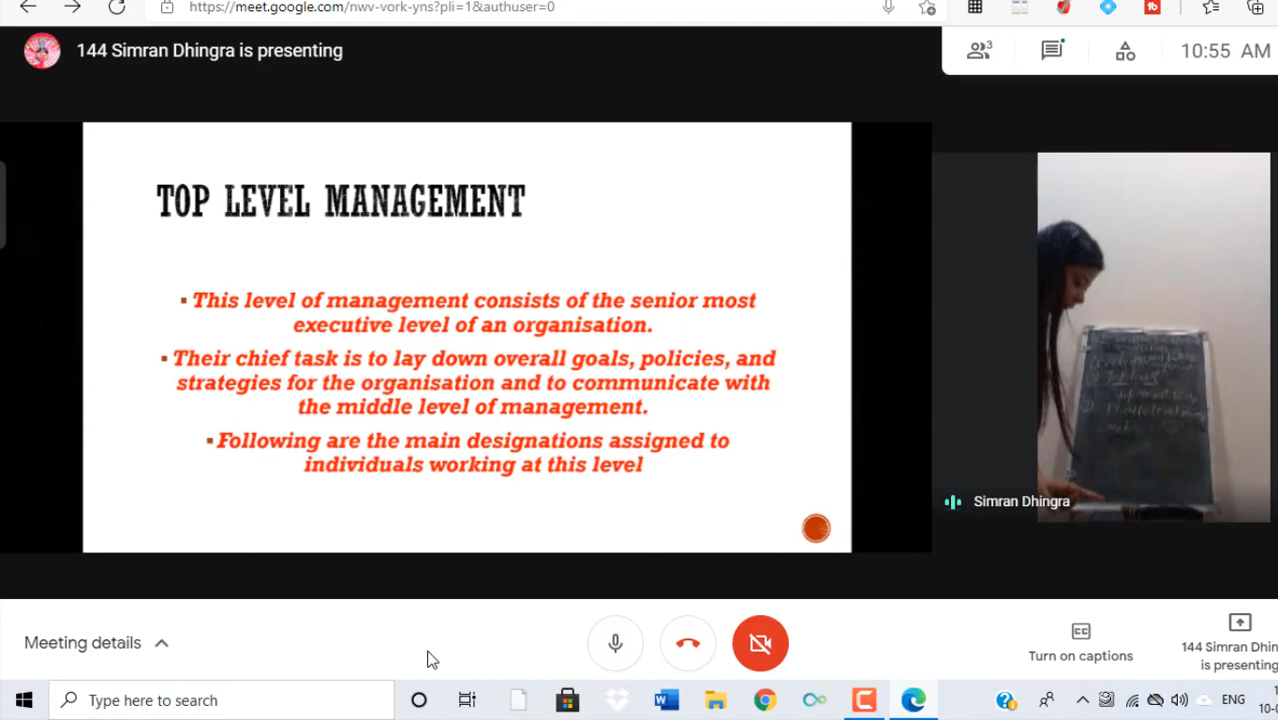 https://meet.google.com/nwv-vork-yns?pli=1&authuser=0
144 Simran Dhingra is presenting
3
10:55 AM
TOP LEVEL MANAGEMENT
▪ This level of management consists of the senior most
executive level of an organisation.
▪ Their chief task is to lay down overall goals, policies, and
strategies for the organisation and to communicate with
the middle level of management.
▪ Following are the main designations assigned to
individuals working at this level
Simran Dhingra
Meeting details
CC
Turn on captions
144 Simran Dhin
is presenting
Type here to search
ENG
10-0